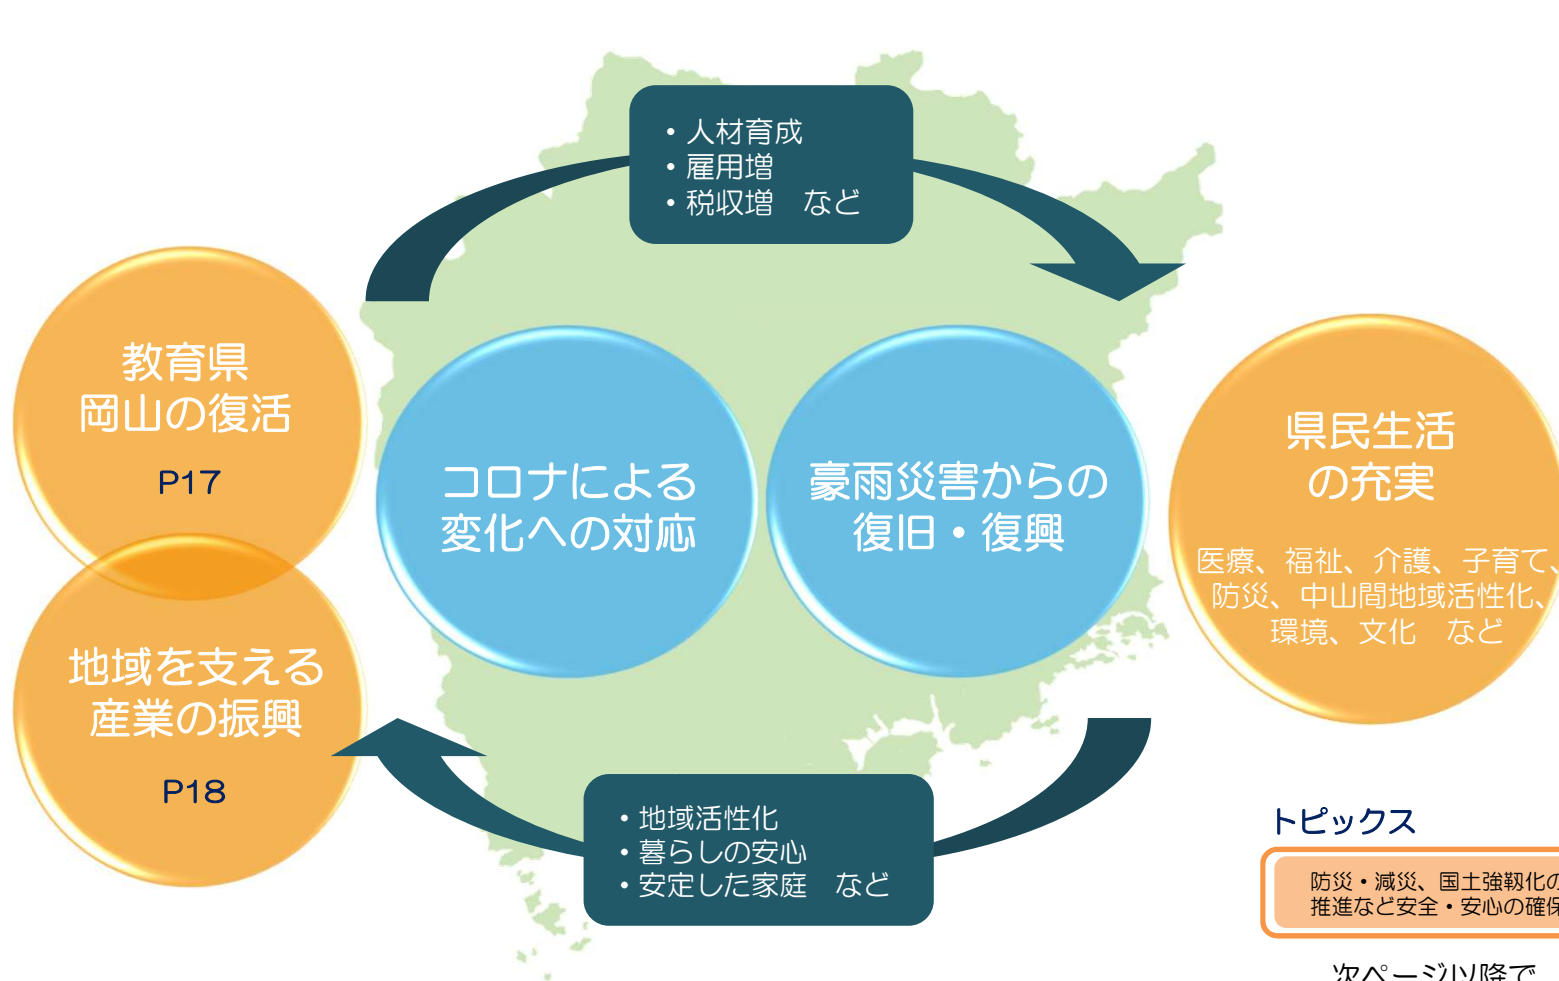 ・人材育成
・雇用増
・税収増　など
教育県
岡山の復活
P17
地域を支える
産業の振興
P18
コロナによる
変化への対応
豪雨災害からの
復旧・復興
県民生活
の充実
医療、福祉、介護、子育て、
防災、中山間地域活性化、
環境、文化　など
・地域活性化
・暮らしの安心
・安定した家庭　など
トピックス
防災・減災、国土強靱化の
推進など安全・安心の確保
次ページ以降で